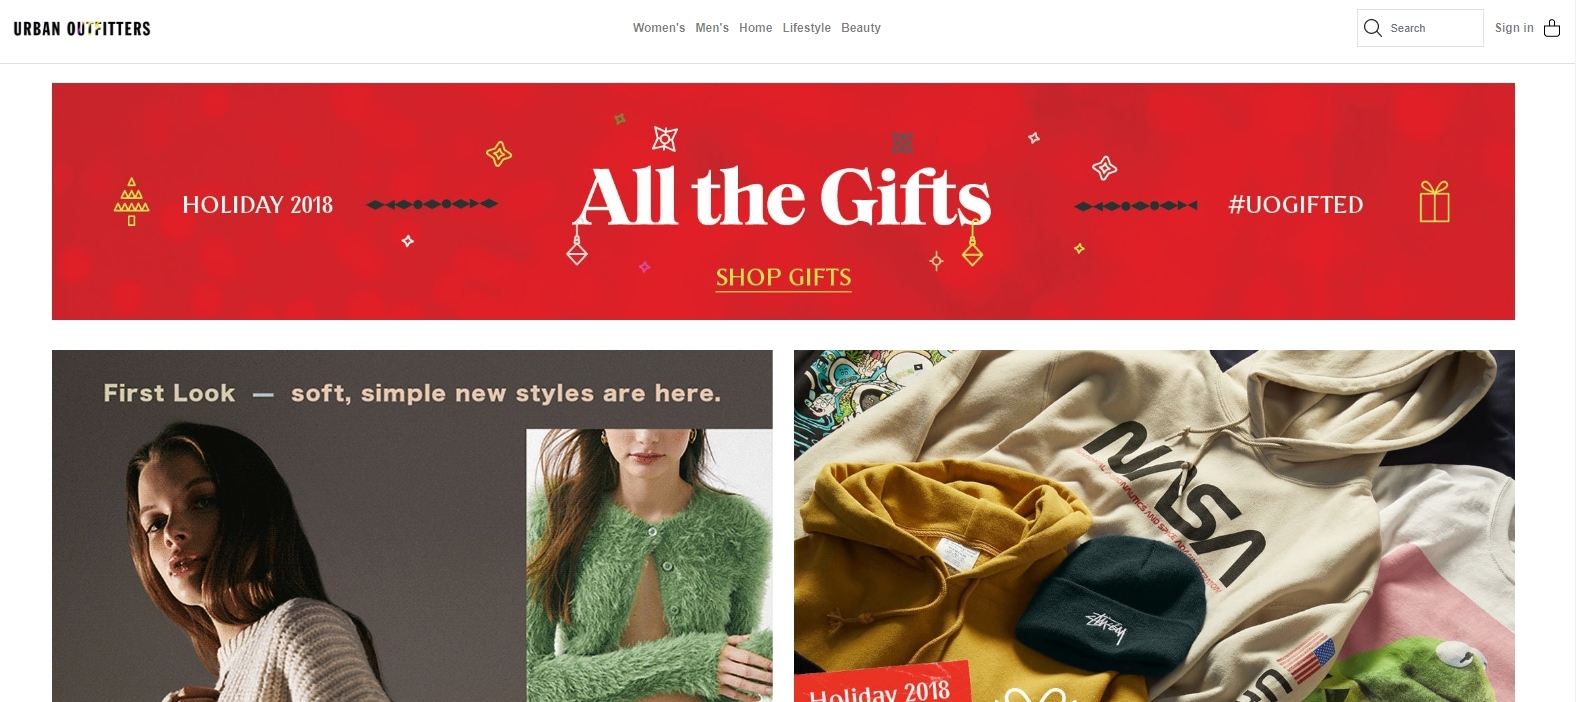 URBAN OUTFITTERS
Women's Men's Home Lifestyle Beauty
Search
Sign in
All the Gifts
HOLIDAY 2018
#UOGIFTED
SHOP GIFTS
First Look — soft, simple new styles are here.
NASA
Stüssy
Holiday 2018